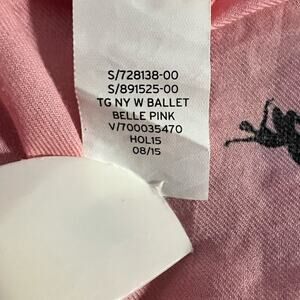 S/728138-00
S/891525-00
TG NY W BALLET
BELLE PINK
V/700035470
HOL15
08/15